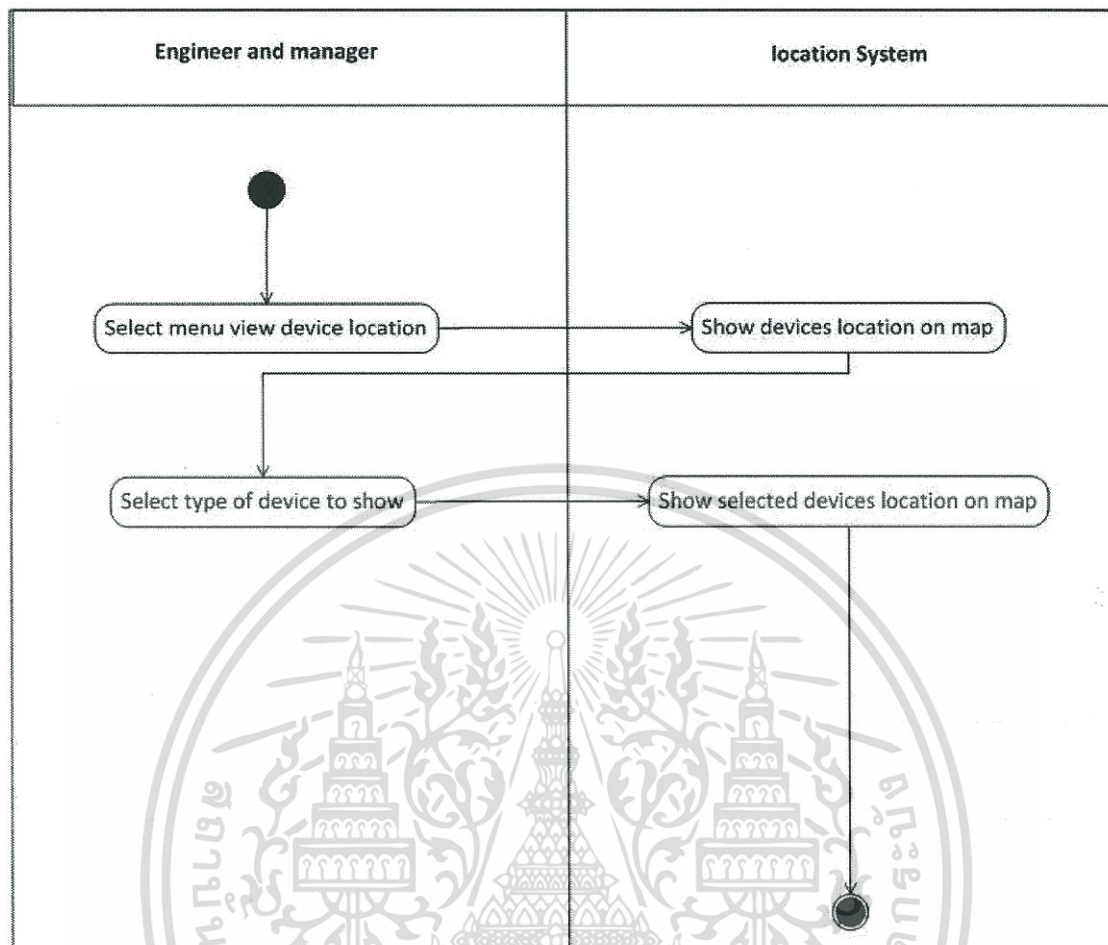 Engineer and manager
location System
Select menu view device location
Show devices location on map
Select type of device to show
Show selected devices location on map